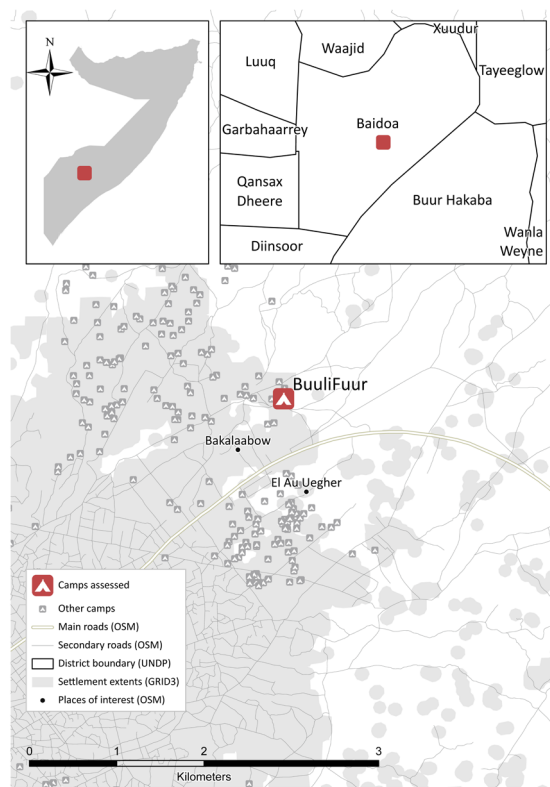 N
Luuq
Waajid
Xuudur
Tayeeglow
Garbahaarrey
Baidoa
Qansax
Dheere
Buur Hakaba
Diinsoor
Wanla
Weyne
BuuliFuur
Bakalaabow
El Au Uegher
Camps assessed
Other camps
Main roads (OSM)
Secondary roads (OSM)
District boundary (UNDP)
Settlement extents (GRID3)
Places of interest (OSM)
0 1 2 3
Kilometers